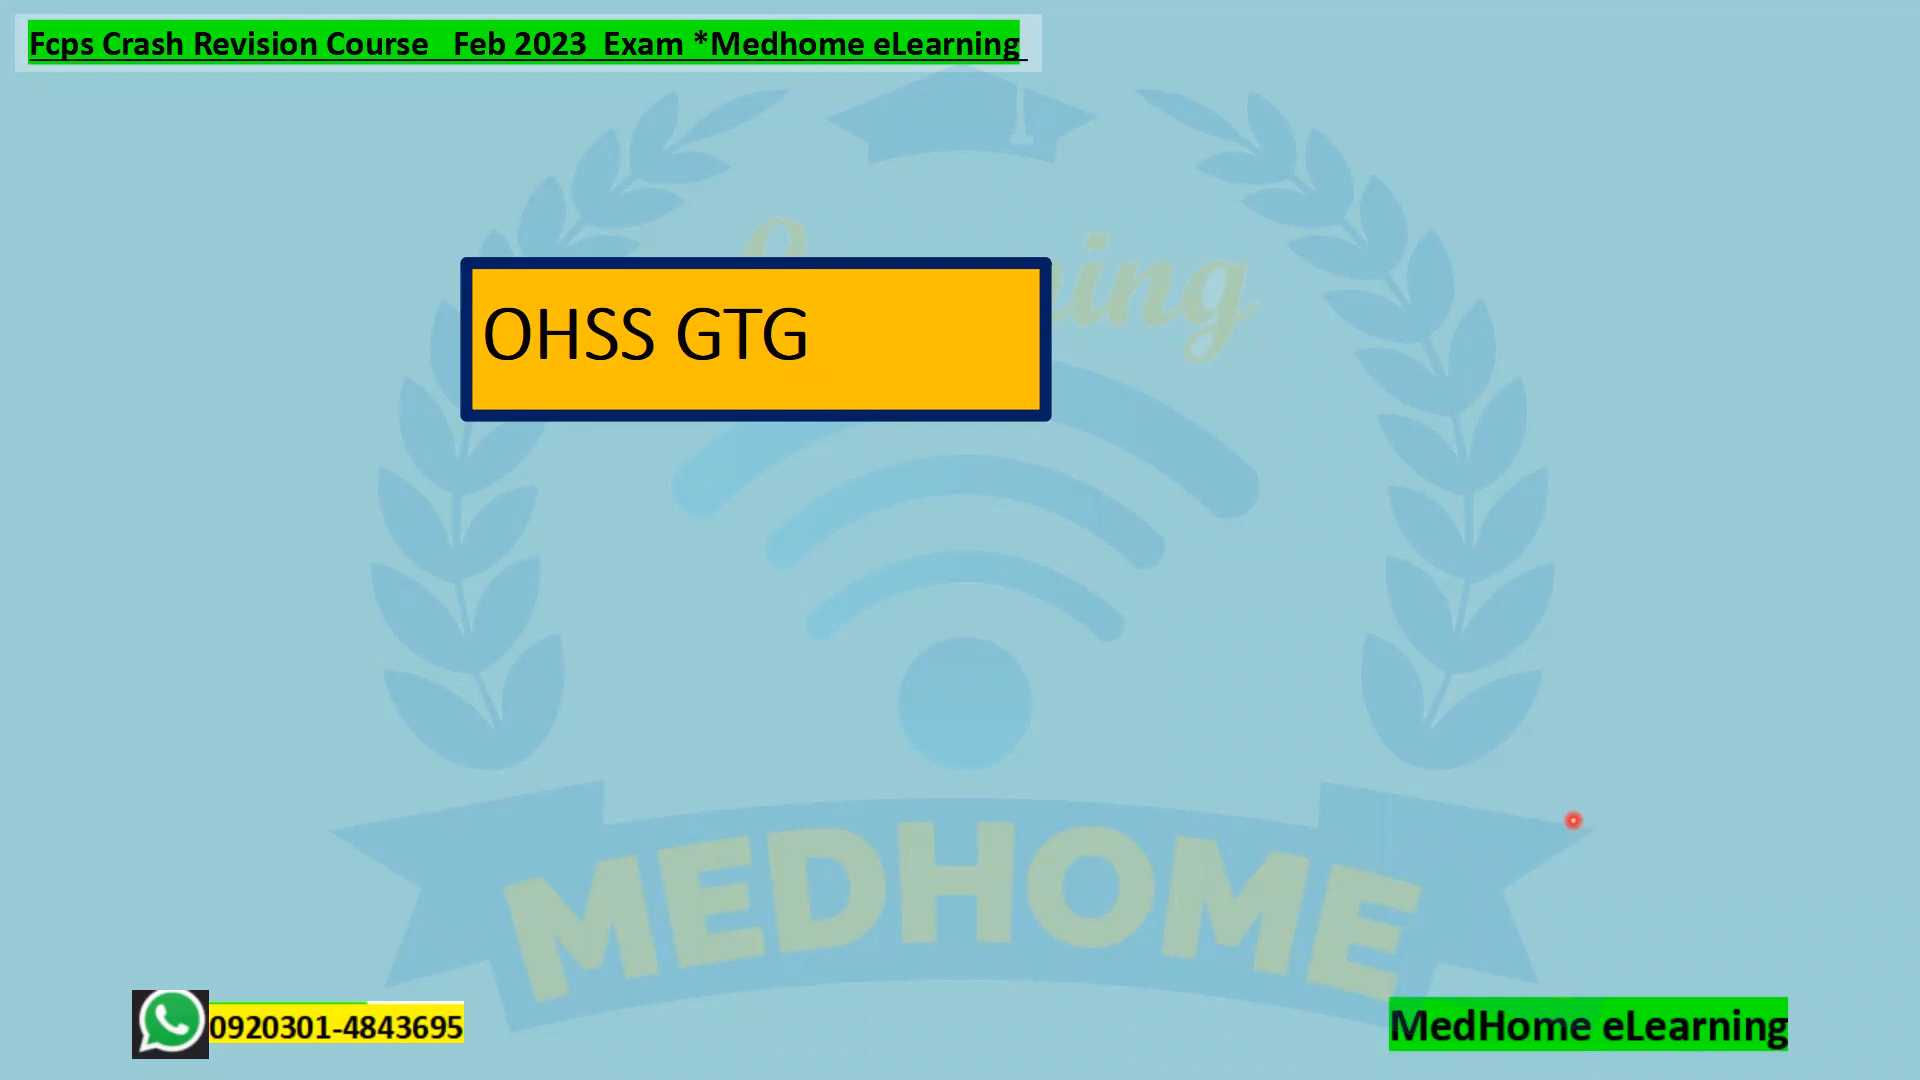 Fcps Crash Revision Course   Feb 2023  Exam *Medhome eLearning
OHSS GTG
MEDHOME
0920301-4843695
MedHome eLearning